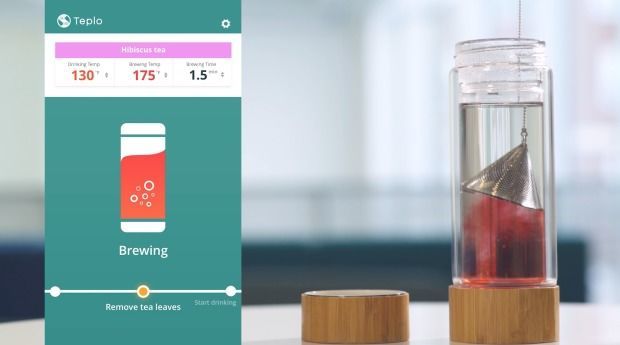 Teplo
Hibiscus tea
Drinking Temp Brewing Temp Brewing Time
130 °F 175 °F 1.5 min
Brewing
Remove tea leaves
Start drinking